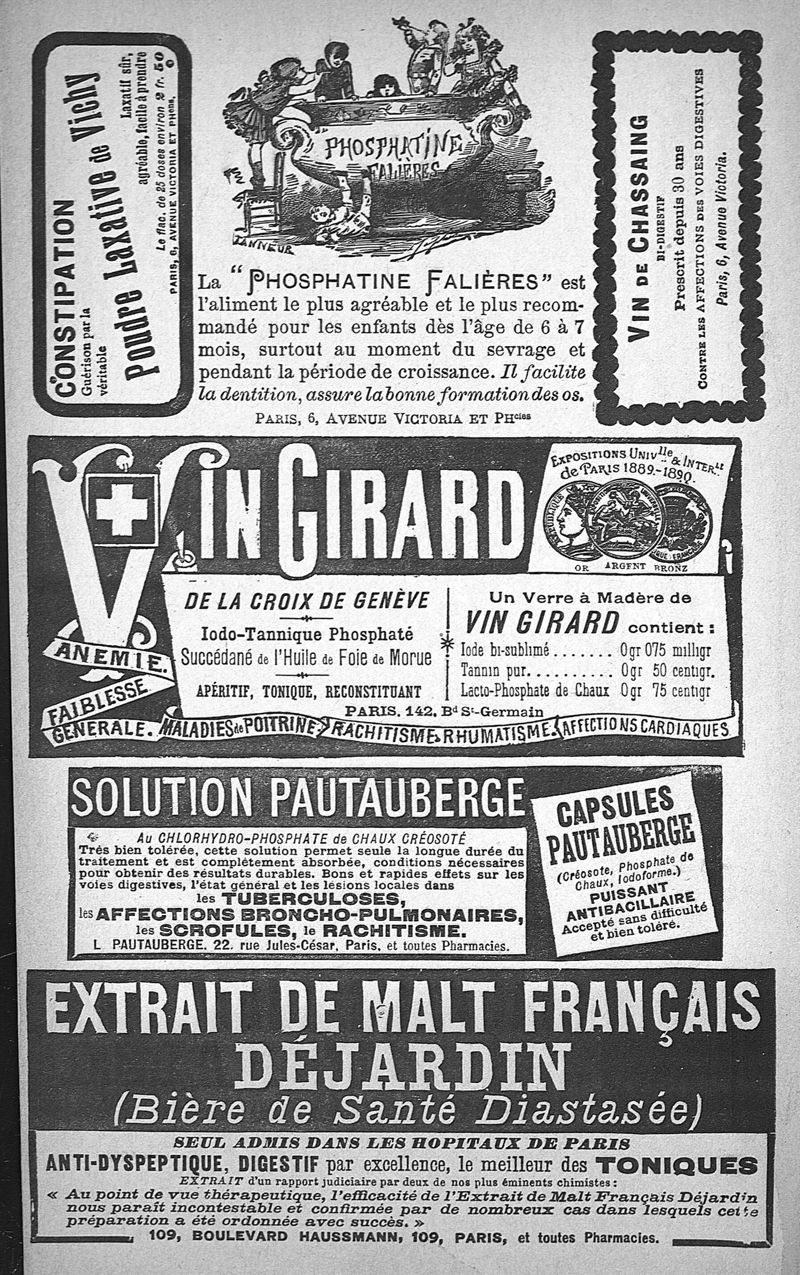 CONSTIPATION
Guérison par la
véritable
Poudre Laxative de Vichy
Laxatif sûr,
agréable, facile à prendre
Le flac. de 25 doses environ 2 fr. 50
PARIS, 6, AVENUE VICTORIA ET PHcies.
PHOSPHATINE
FALIÈRES
La "PHOSPHATINE FALIÈRES" est
l'aliment le plus agréable et le plus recom-
mandé pour les enfants dès l'âge de 6 à 7
mois, surtout au moment du sevrage et
pendant la période de croissance. Il facilite
la dentition, assure la bonne formation des os.
PARIS, 6, AVENUE VICTORIA ET PHcies
VIN DE CHASSAING
BI-DIGESTIF
Prescrit depuis 30 ans
CONTRE LES AFFECTIONS DES VOIES DIGESTIVES
Paris, 6, Avenue Victoria.
VIN GIRARD
EXPOSITIONS UNIVlle & INTERle
de PARIS 1889.-1890.
OR ARGENT BRONZ
DE LA CROIX DE GENÈVE
Iodo-Tannique Phosphaté
Succédané de l'Huile de Foie de Morue
APÉRITIF, TONIQUE, RECONSTITUANT
Un Verre à Madère de
VIN GIRARD contient :
Iode bi-sublimé ....... 0gr 075 milligr
Tannin pur.......... 0gr 50 centigr.
Lacto-Phosphate de Chaux 0gr 75 centigr
PARIS. 142, Bd St-Germain
ANEMIE.
FAIBLESSE
GÉNÉRALE. MALADIES de POITRINE, RACHITISME, RHUMATISME, AFFECTIONS CARDIAQUES
SOLUTION PAUTAUBERGE
Au CHLORHYDRO-PHOSPHATE de CHAUX CRÉOSOTÉ
Très bien tolérée, cette solution permet seule la longue durée du
traitement et est complètement absorbée, conditions nécessaires
pour obtenir des résultats durables. Bons et rapides effets sur les
voies digestives, l'état général et les lésions locales dans
les TUBERCULOSES,
les AFFECTIONS BRONCHO-PULMONAIRES,
les SCROFULES, le RACHITISME.
L PAUTAUBERGE. 22, rue Jules-César, Paris, et toutes Pharmacies.
CAPSULES
PAUTAUBERGE
(Créosote, Phosphate de
Chaux, Iodoforme.)
PUISSANT
ANTIBACILLAIRE
Accepté sans difficulté
et bien toléré.
EXTRAIT DE MALT FRANÇAIS
DÉJARDIN
(Bière de Santé Diastasée)
SEUL ADMIS DANS LES HOPITAUX DE PARIS
ANTI-DYSPEPTIQUE, DIGESTIF par excellence, le meilleur des TONIQUES
EXTRAIT d'un rapport judiciaire par deux de nos plus éminents chimistes :
« Au point de vue thérapeutique, l'efficacité de l'Extrait de Malt Français Déjardin
nous paraît incontestable et confirmée par de nombreux cas dans lesquels cette
préparation a été ordonnée avec succès. »
109, BOULEVARD HAUSSMANN, 109, PARIS, et toutes Pharmacies.